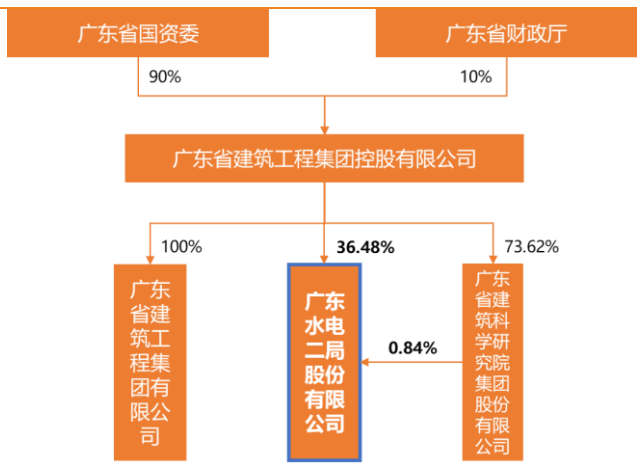 广东省国资委
广东省财政厅
90%
10%
广东省建筑工程集团控股有限公司
100%
36.48%
73.62%
广东
省建
筑工
程集
团有
限公
司
广东
水电
二局
股份
有限
公司
0.84%
广东
省建
筑科
学研
究院
集团
股份
有限
公司